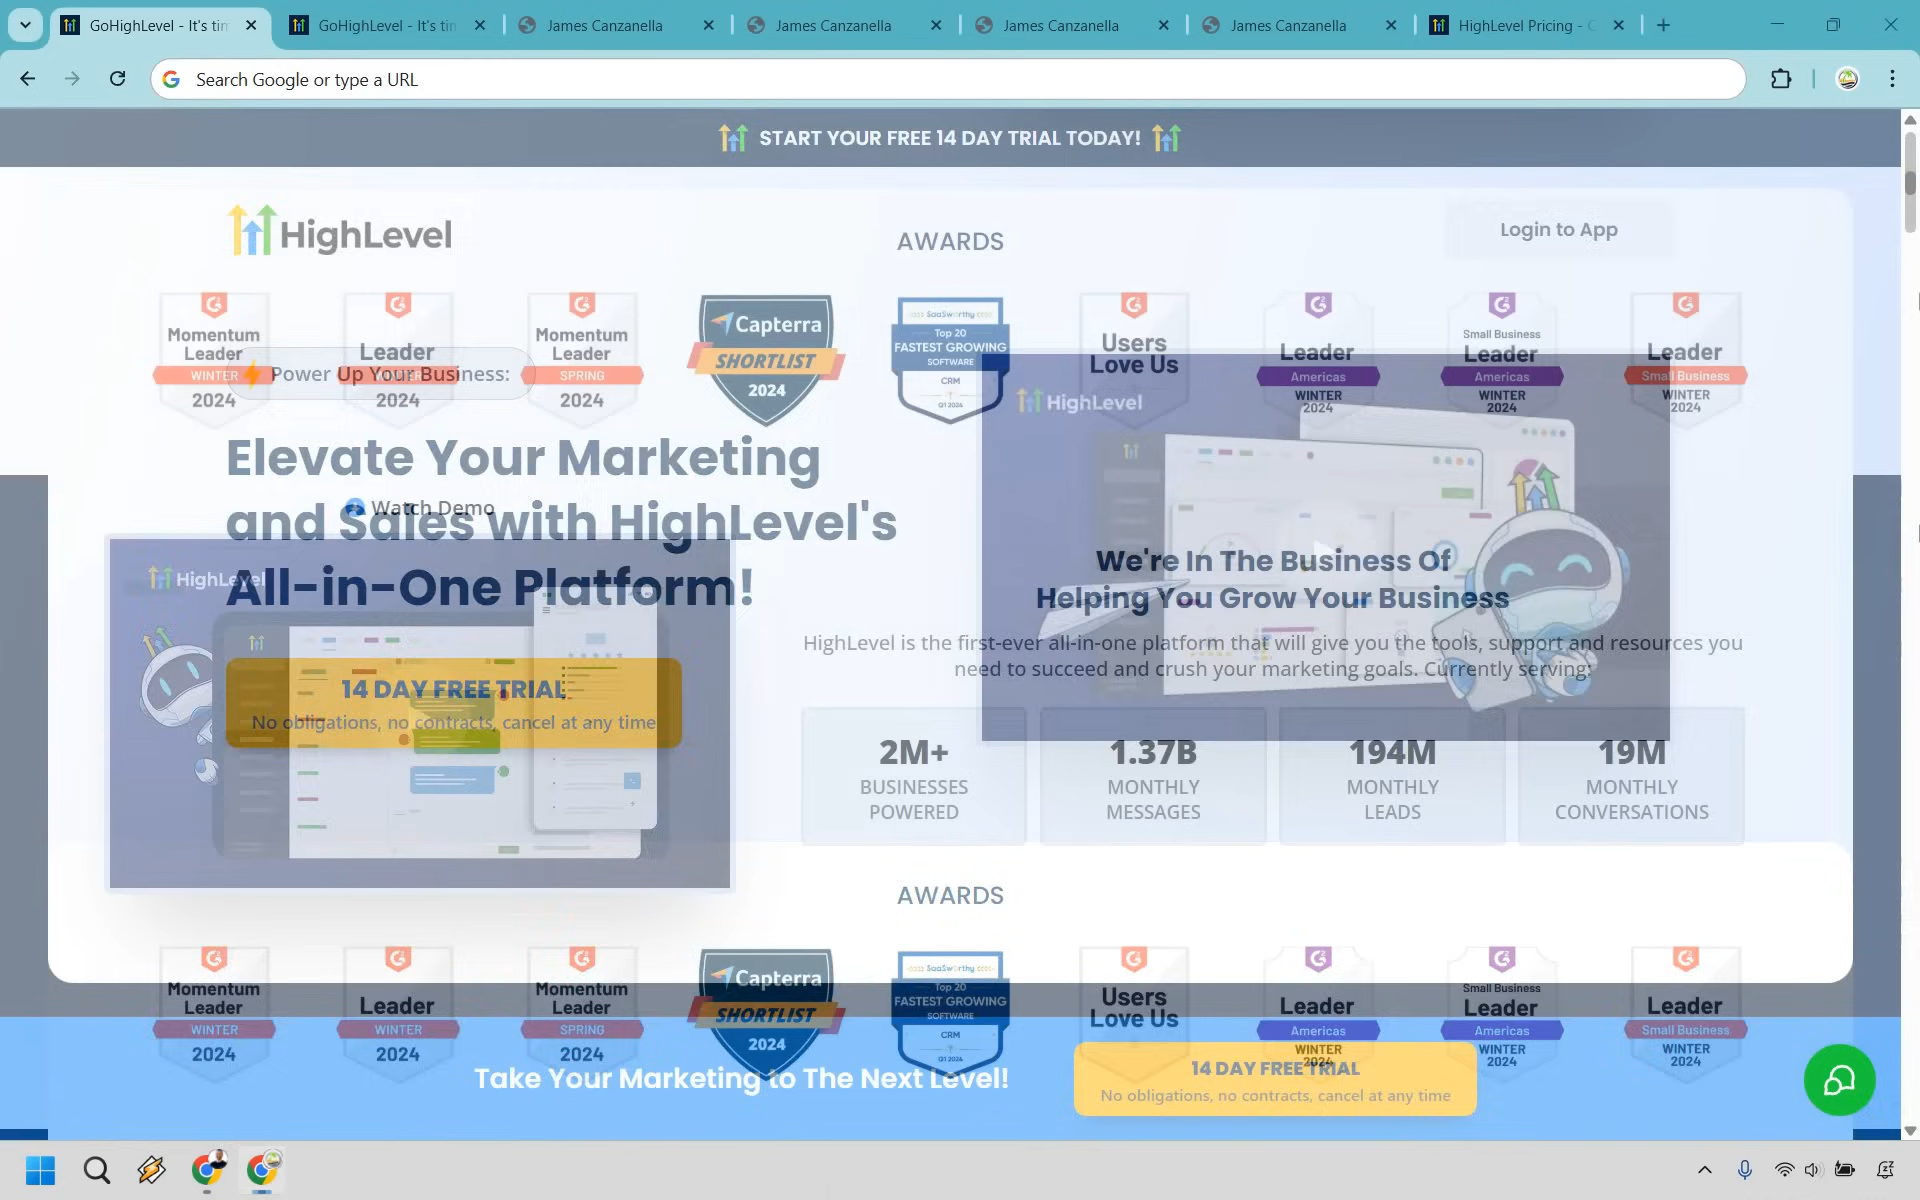 GoHighLevel - It's tim
GoHighLevel - It's tin
James Canzanella
James Canzanella
James Canzanella
James Canzanella
HighLevel Pricing - C
Search Google or type a URL
START YOUR FREE 14 DAY TRIAL TODAY!
HighLevel
AWARDS
Login to App
Momentum
Leader
WINTER
2024
Leader
2024
Momentum
Leader
SPRING
2024
Capterra
SHORTLIST
2024
SaaSworthy
Top 20
FASTEST GROWING
SOFTWARE
CRM
Q1 2024
Users
Love Us
Leader
Americas
WINTER
2024
Small Business
Leader
Americas
WINTER
2024
Leader
Small Business
WINTER
2024
Power Up Your Business:
HighLevel
Elevate Your Marketing
and Sales with HighLevel's
All-in-One Platform!
Watch Demo
HighLevel
14 DAY FREE TRIAL
No obligations, no contracts, cancel at any time
We're In The Business Of
Helping You Grow Your Business
HighLevel is the first-ever all-in-one platform that will give you the tools, support and resources you
need to succeed and crush your marketing goals. Currently serving:
2M+
BUSINESSES
POWERED
1.37B
MONTHLY
MESSAGES
194M
MONTHLY
LEADS
19M
MONTHLY
CONVERSATIONS
AWARDS
Momentum
Leader
WINTER
2024
Leader
WINTER
2024
Momentum
Leader
SPRING
2024
Capterra
SHORTLIST
2024
SaaSworthy
Top 20
FASTEST GROWING
SOFTWARE
CRM
Q1 2024
Users
Love Us
Leader
Americas
WINTER
2024
Small Business
Leader
Americas
WINTER
2024
Leader
Small Business
WINTER
2024
Take Your Marketing to The Next Level!
14 DAY FREE TRIAL
No obligations, no contracts, cancel at any time